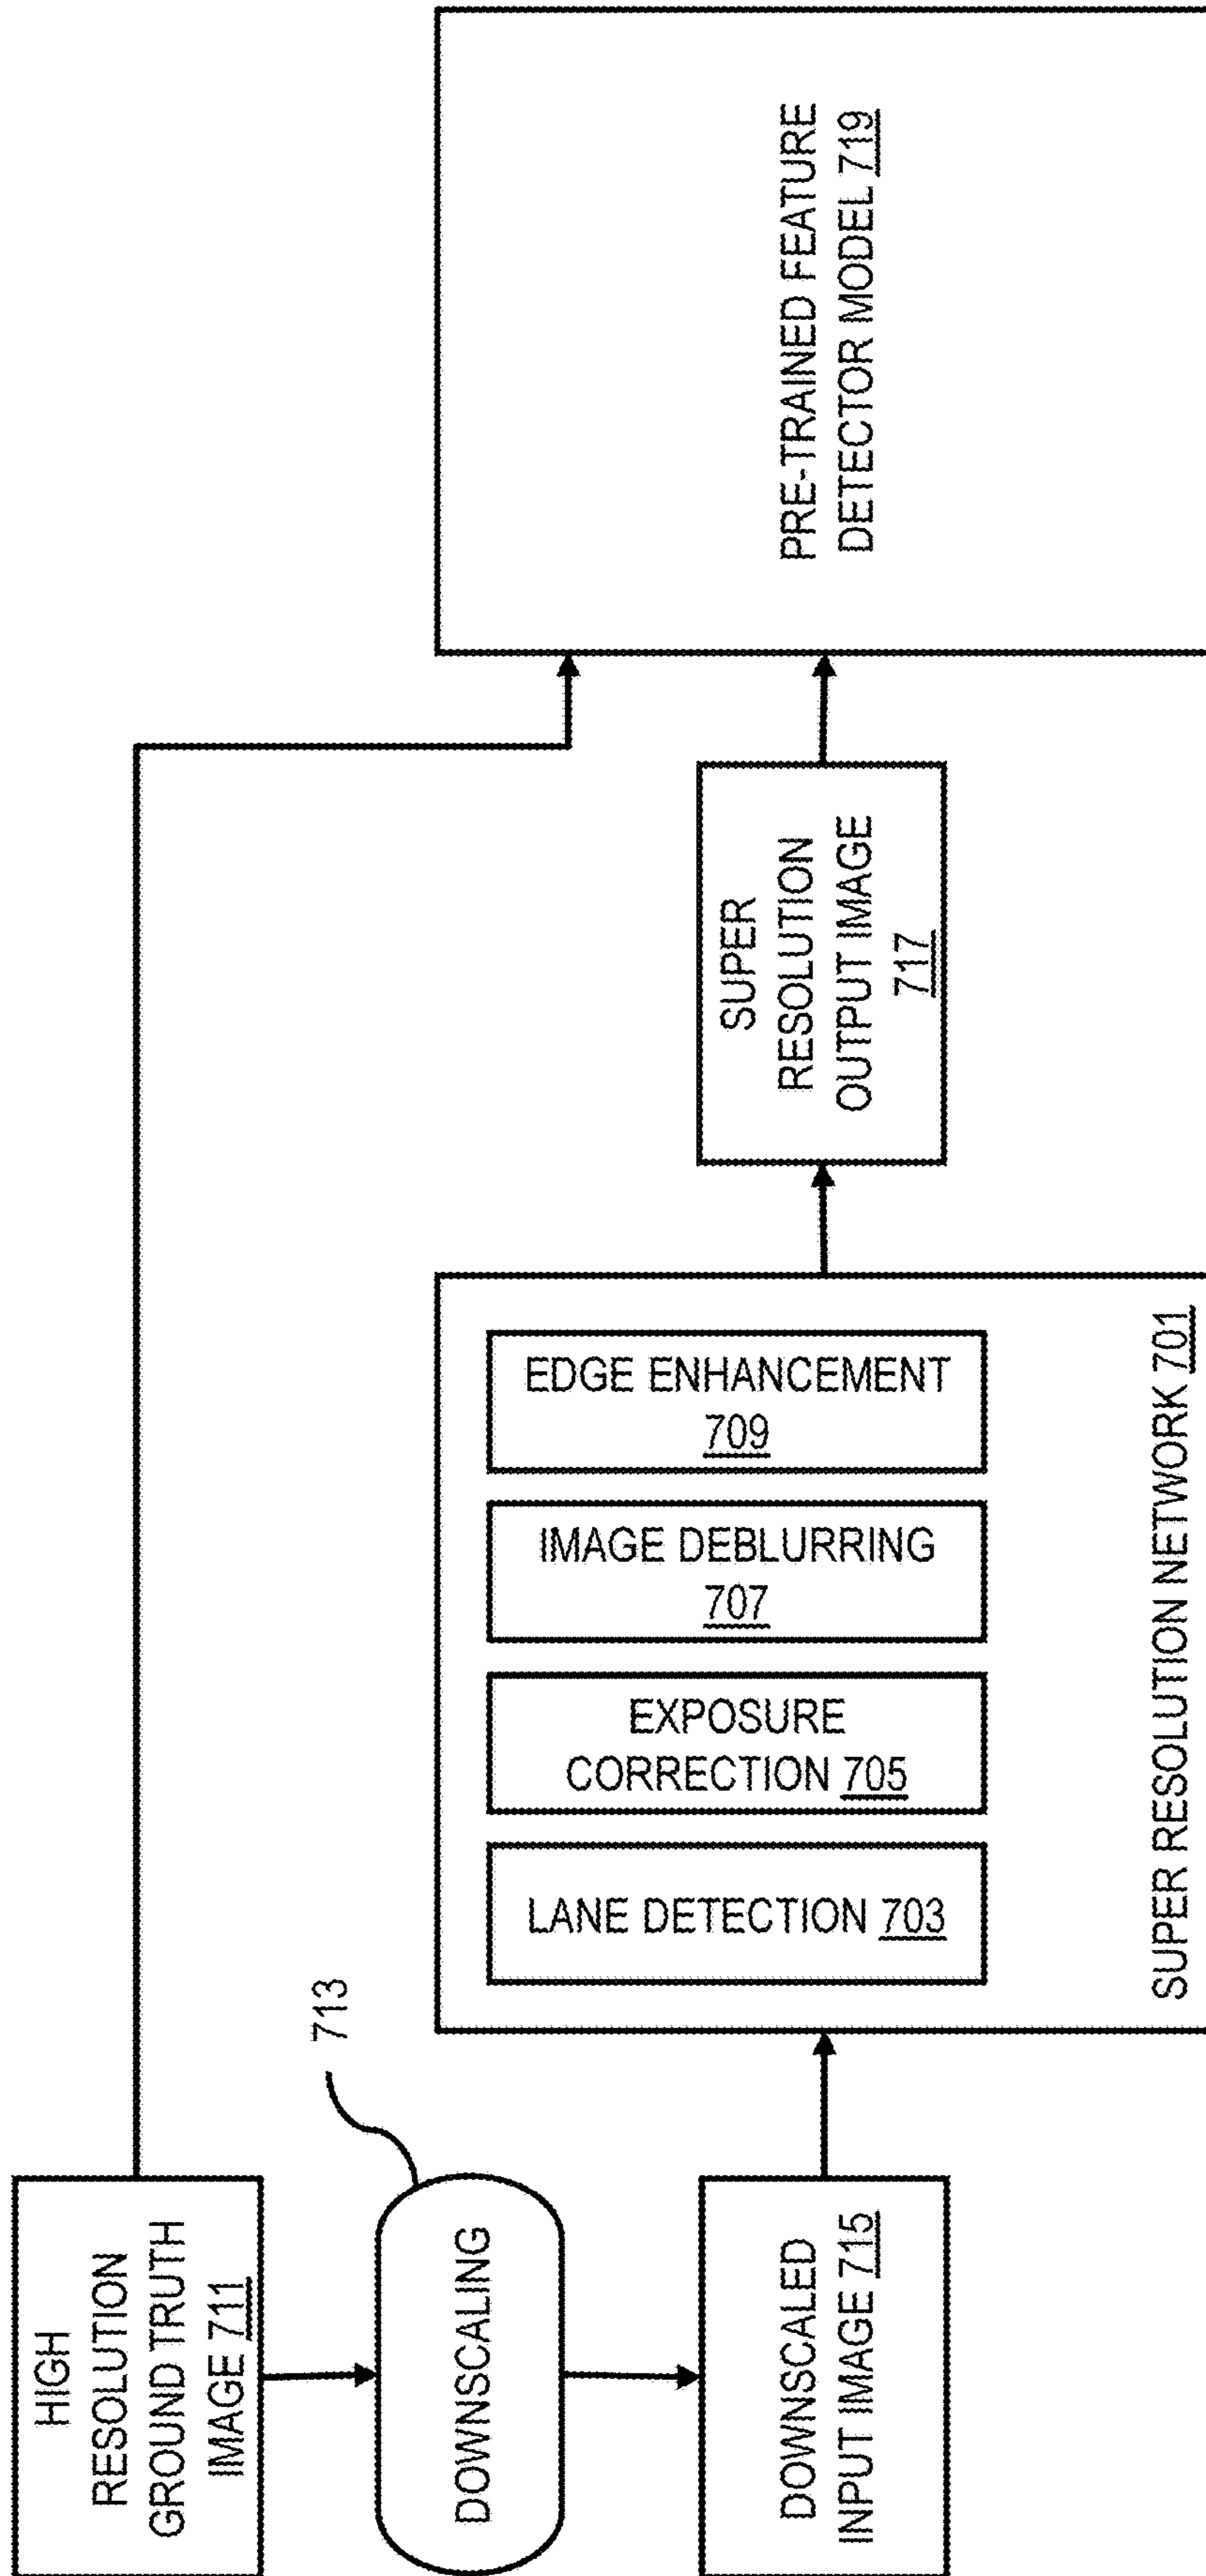 HIGH
RESOLUTION
GROUND TRUTH
IMAGE 711
DOWNSCALING
713
DOWNSCALED
INPUT IMAGE 715
LANE DETECTION 703
EXPOSURE
CORRECTION 705
IMAGE DEBLURRING
707
EDGE ENHANCEMENT
709
SUPER RESOLUTION NETWORK 701
SUPER
RESOLUTION
OUTPUT IMAGE
717
PRE-TRAINED FEATURE
DETECTOR MODEL 719